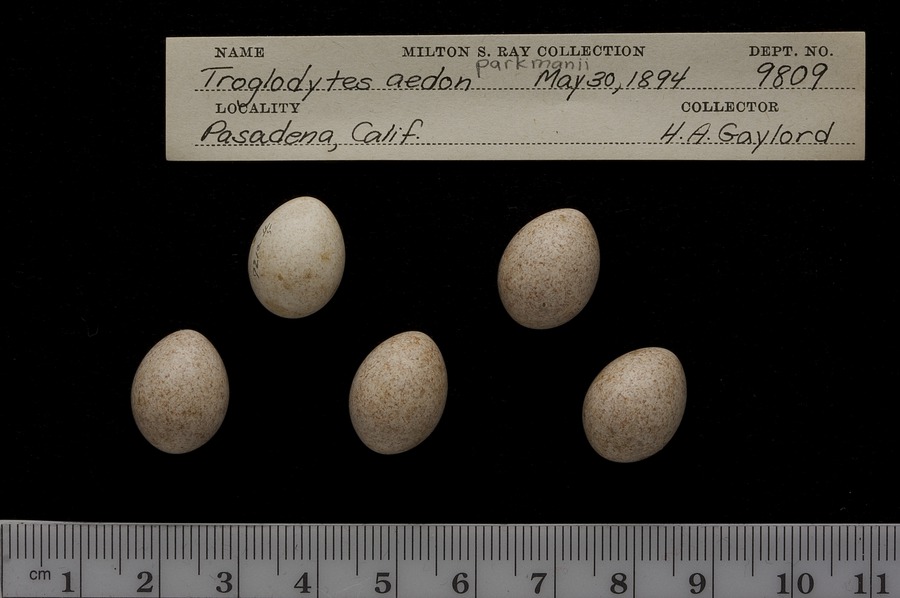 NAME MILTON S. RAY COLLECTION DEPT. NO.
parkmanii
Troglodytes aedon May 30, 1894 9809
LOCALITY COLLECTOR
Pasadena, Calif. H. A. Gaylord
cm 1 2 3 4 5 6 7 8 9 10 11